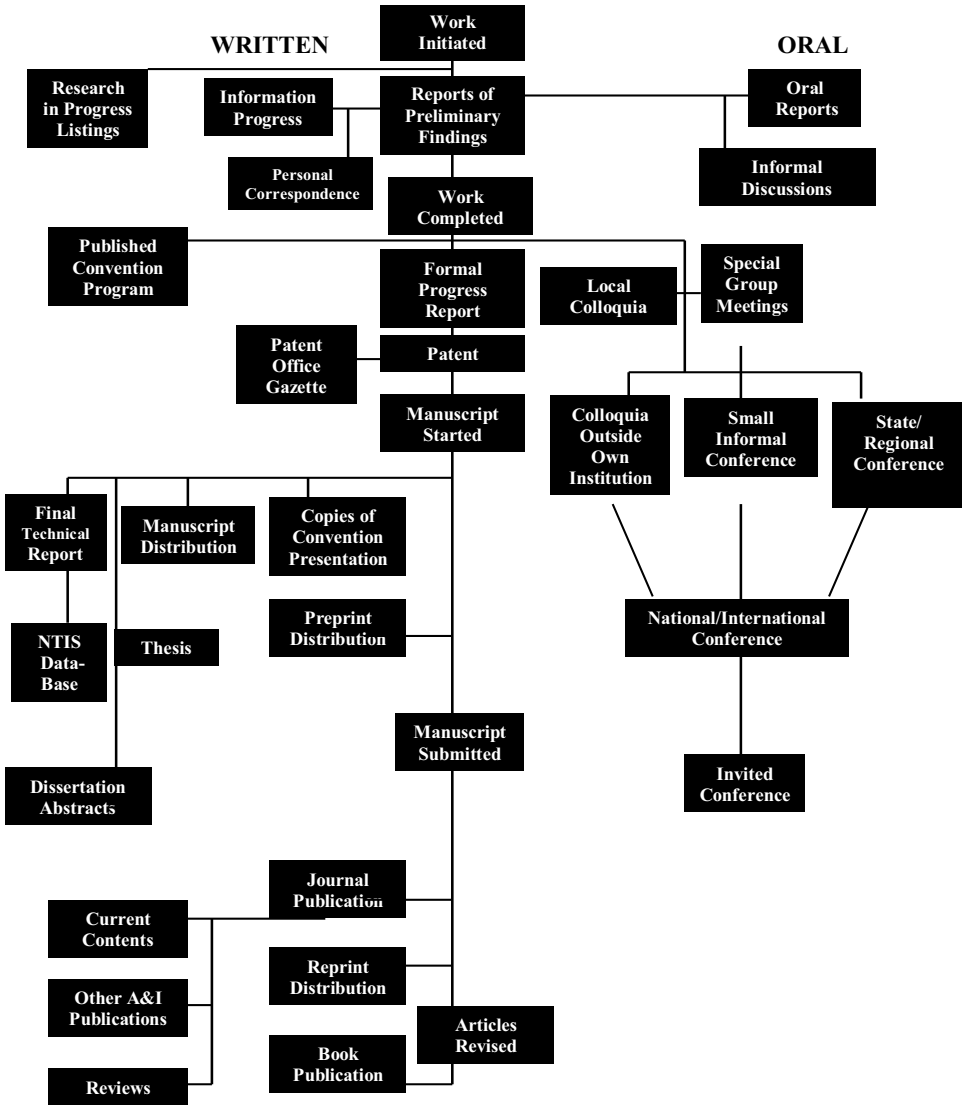 Work
Initiated
WRITTEN
ORAL
Research
in Progress
Listings
Information
Progress
Reports of
Preliminary
Findings
Oral
Reports
Personal
Correspondence
Informal
Discussions
Work
Completed
Published
Convention
Program
Formal
Progress
Report
Local
Colloquia
Special
Group
Meetings
Patent
Office
Gazette
Patent
Manuscript
Started
Colloquia
Outside
Own
Institution
Small
Informal
Conference
State/
Regional
Conference
Final
Technical
Report
Manuscript
Distribution
Copies of
Convention
Presentation
Preprint
Distribution
National/International
Conference
NTIS
Data-
Base
Thesis
Manuscript
Submitted
Dissertation
Abstracts
Invited
Conference
Journal
Publication
Current
Contents
Reprint
Distribution
Other A&I
Publications
Articles
Revised
Book
Publication
Reviews